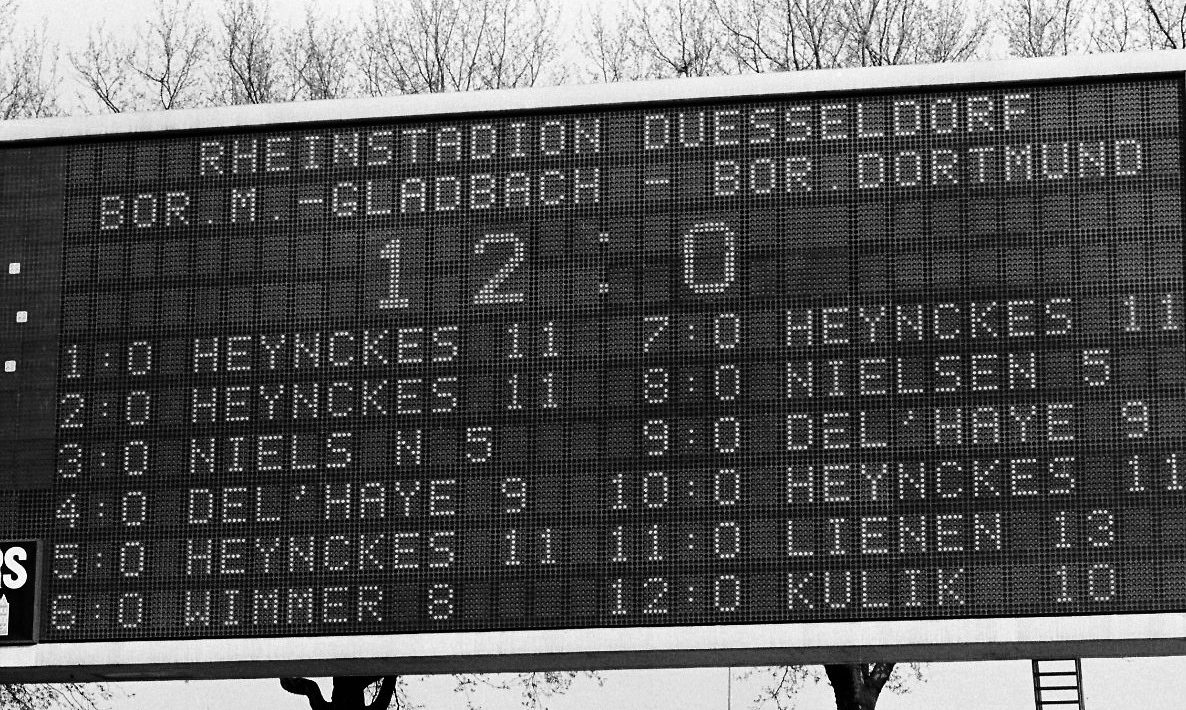 RHEINSTADION DUESSELDORF
BOR.M.-GLADBACH - BOR.DORTMUND
12:0
1:0 HEYNCKES 11 7:0 HEYNCKES 11
2:0 HEYNCKES 11 8:0 NIELSEN 5
3:0 NIELS N 5 9:0 DEL'HAYE 9
4:0 DEL'HAYE 9 10:0 HEYNCKES 11
5:0 HEYNCKES 11 11:0 LIENEN 13
6:0 WIMMER 8 12:0 KULIK 10
RS